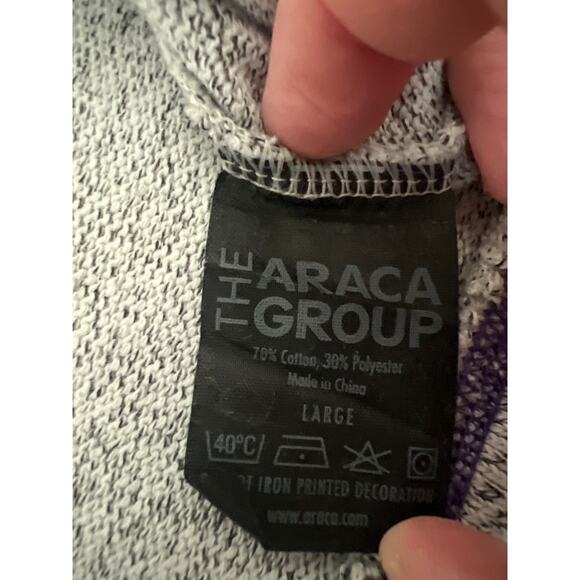 THE ARACA
GROUP
70% Cotton, 30% Polyester
Made in China
LARGE
40°C
IRON PRINTED DECORATION
www.araca.com